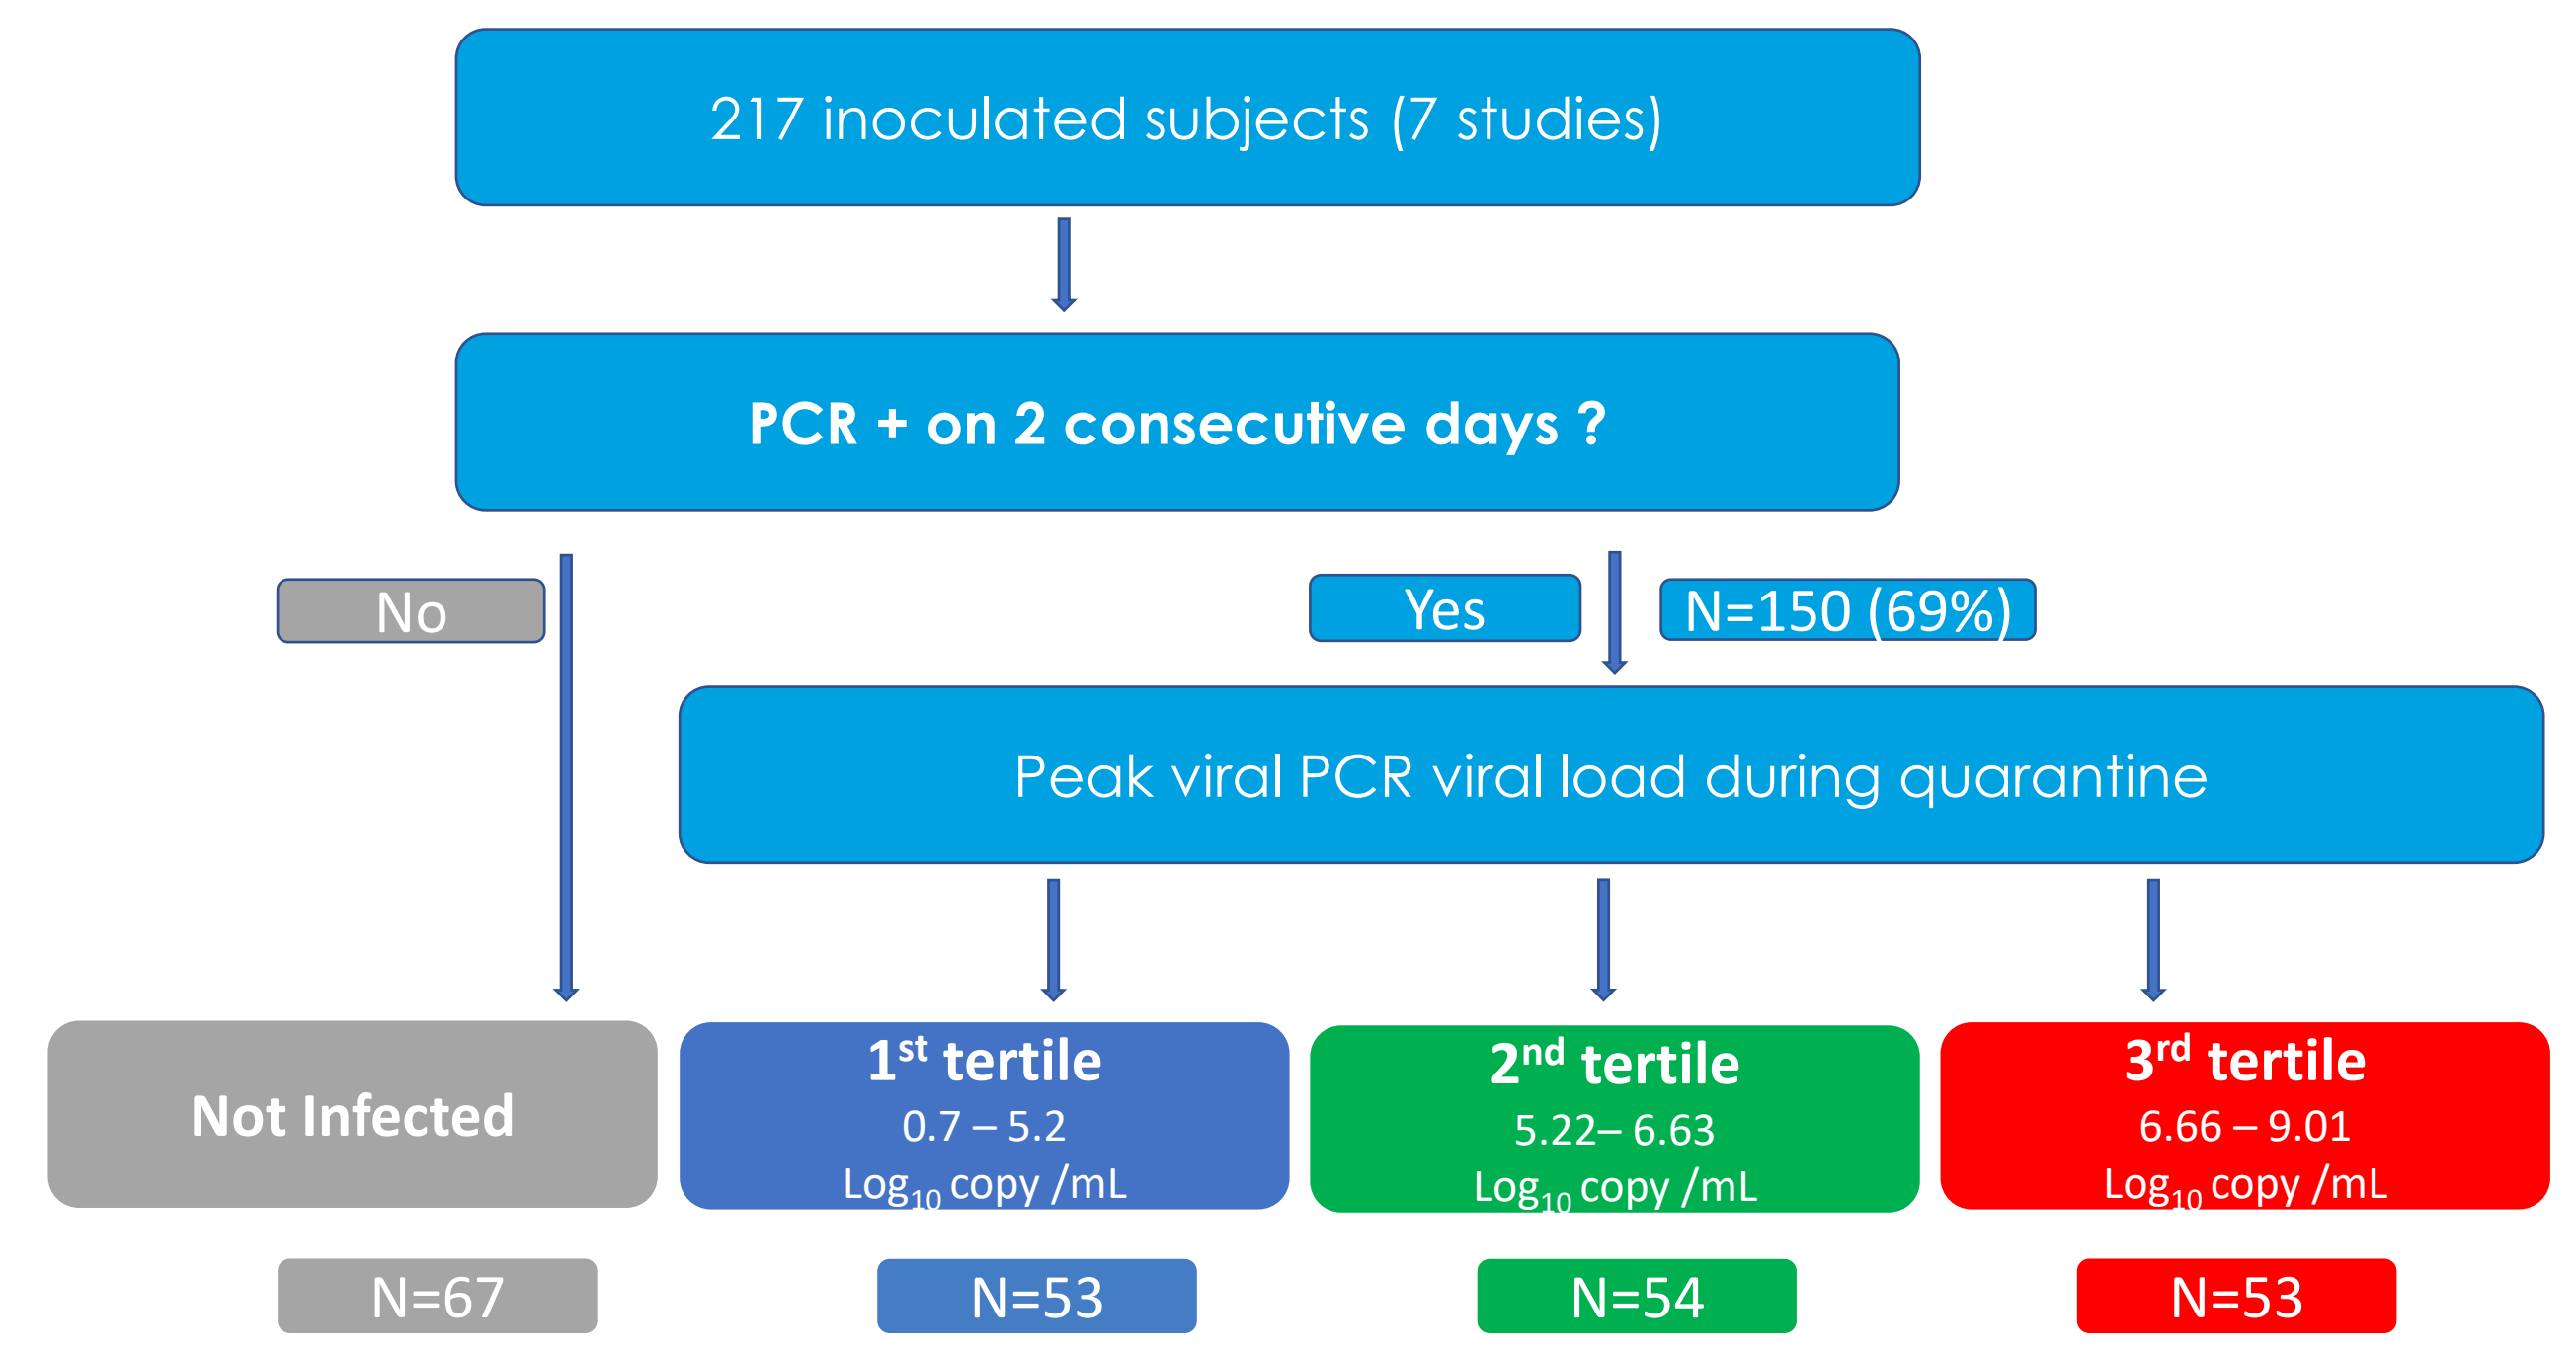 217 inoculated subjects (7 studies)
PCR + on 2 consecutive days ?
No
Yes
N=150 (69%)
Peak viral PCR viral load during quarantine
Not Infected
1st tertile
0.7 – 5.2
Log10 copy /mL
2nd tertile
5.22– 6.63
Log10 copy /mL
3rd tertile
6.66 – 9.01
Log10 copy /mL
N=67
N=53
N=54
N=53